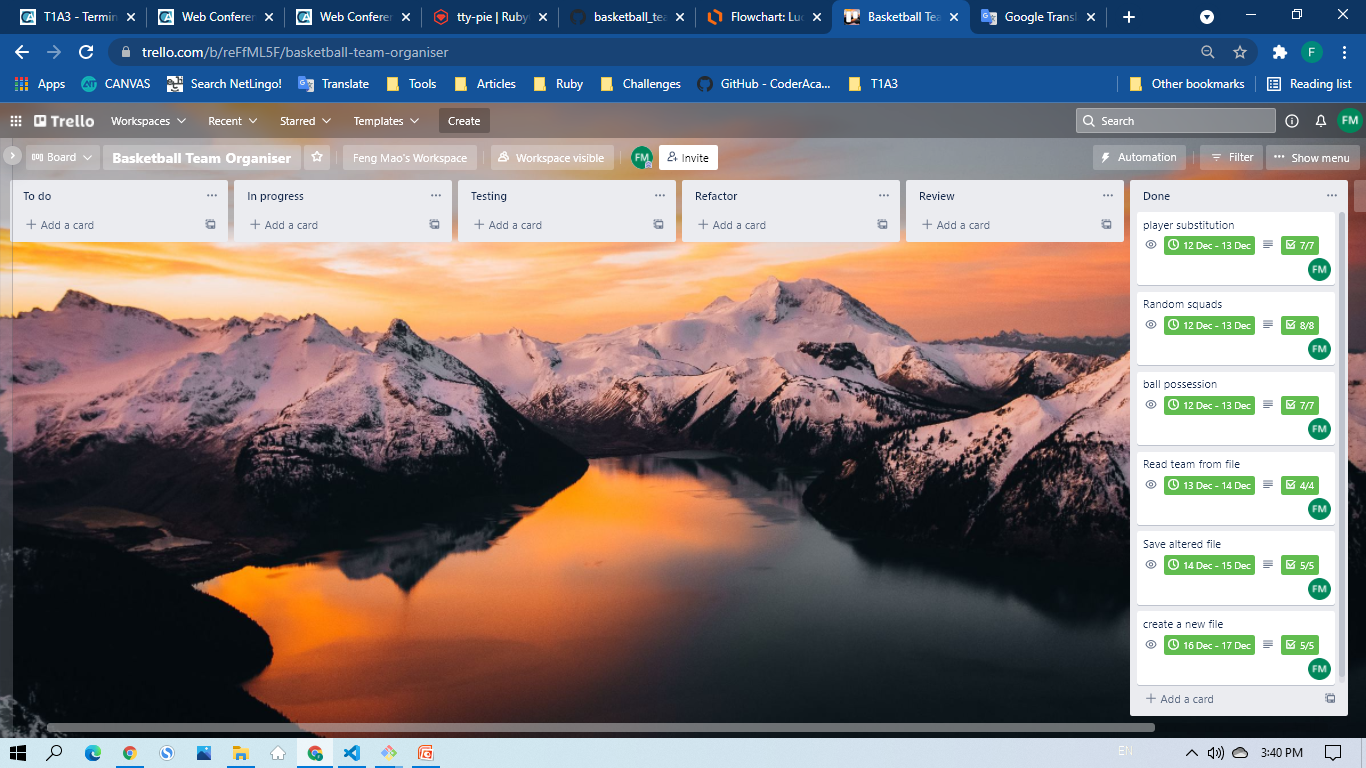 T1A3 - Termin
Web Conferen
Web Conferen
tty-pie | Ruby
basketball_tea
Flowchart: Luc
Basketball Tea
Google Transl
trello.com/b/reFfML5F/basketball-team-organiser
F
Apps
CANVAS
Search NetLingo!
Translate
Tools
Articles
Ruby
Challenges
GitHub - CoderAca...
T1A3
Other bookmarks
Reading list
Trello
Workspaces
Recent
Starred
Templates
Create
Search
FM
Board
Basketball Team Organiser
Feng Mao's Workspace
Workspace visible
FM
Invite
Automation
Filter
Show menu
To do
Add a card
In progress
Add a card
Testing
Add a card
Refactor
Add a card
Review
Add a card
Done
player substitution
12 Dec - 13 Dec
7/7
FM
Random squads
12 Dec - 13 Dec
8/8
FM
ball possession
12 Dec - 13 Dec
7/7
FM
Read team from file
13 Dec - 14 Dec
4/4
FM
Save altered file
14 Dec - 15 Dec
5/5
FM
create a new file
16 Dec - 17 Dec
5/5
FM
Add a card
EN
3:40 PM